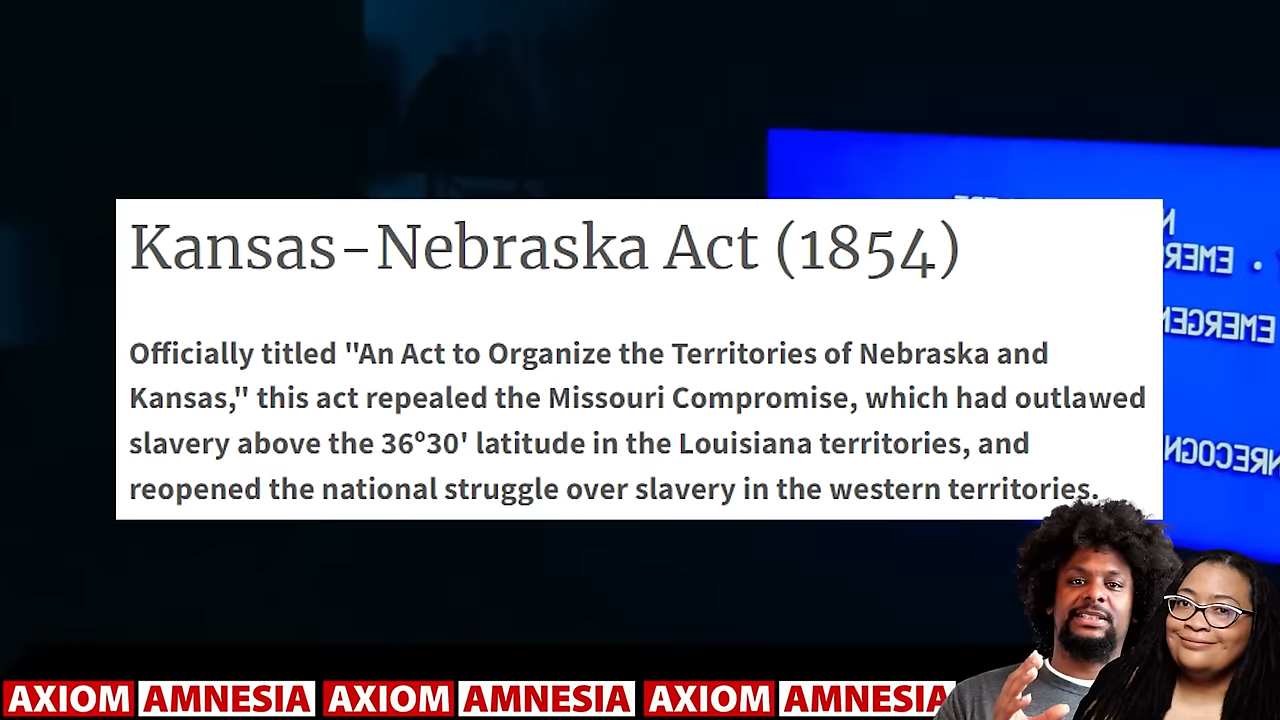 Kansas-Nebraska Act (1854)
Officially titled "An Act to Organize the Territories of Nebraska and
Kansas," this act repealed the Missouri Compromise, which had outlawed
slavery above the 36º30' latitude in the Louisiana territories, and
reopened the national struggle over slavery in the western territories.
AXIOM AMNESIA AXIOM AMNESIA AXIOM AMNESIA